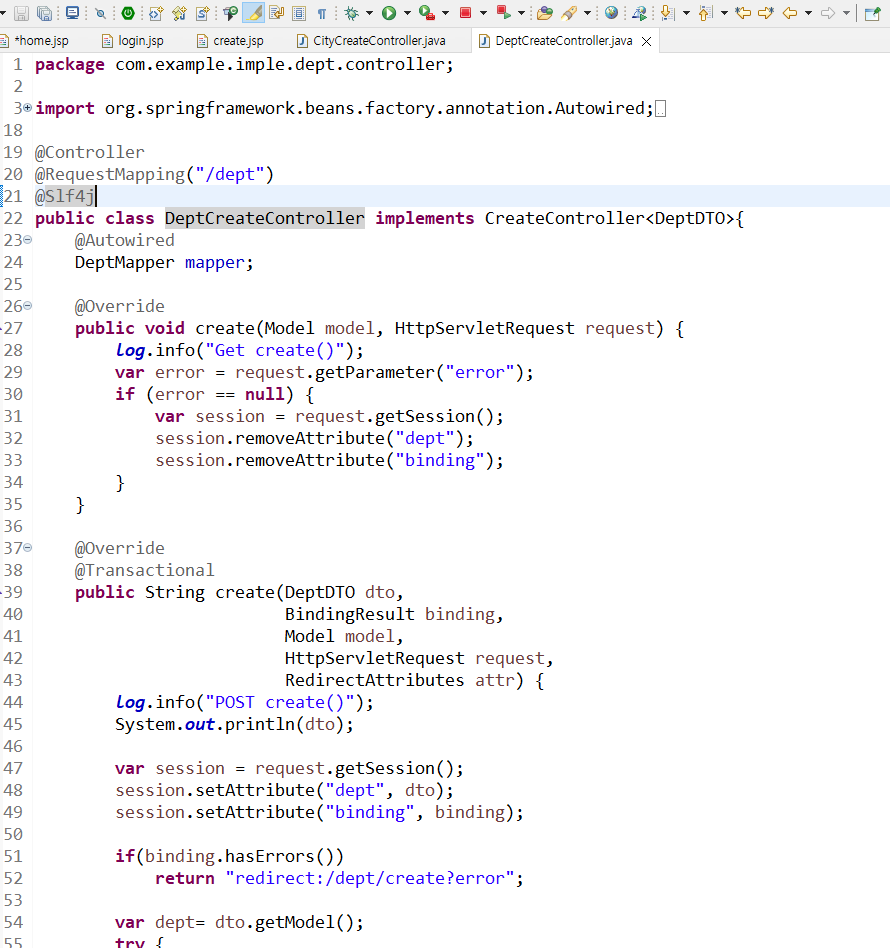 *home.jsp login.jsp create.jsp CityCreateController.java DeptCreateController.java
1 package com.example.imple.dept.controller;
2
3 import org.springframework.beans.factory.annotation.Autowired;
18
19 @Controller
20 @RequestMapping("/dept")
21 @Slf4j
22 public class DeptCreateController implements CreateController<DeptDTO>{
23 @Autowired
24 DeptMapper mapper;
25
26 @Override
27 public void create(Model model, HttpServletRequest request) {
28 log.info("Get create()");
29 var error = request.getParameter("error");
30 if (error == null) {
31 var session = request.getSession();
32 session.removeAttribute("dept");
33 session.removeAttribute("binding");
34 }
35 }
36
37 @Override
38 @Transactional
39 public String create(DeptDTO dto,
40 BindingResult binding,
41 Model model,
42 HttpServletRequest request,
43 RedirectAttributes attr) {
44 log.info("POST create()");
45 System.out.println(dto);
46
47 var session = request.getSession();
48 session.setAttribute("dept", dto);
49 session.setAttribute("binding", binding);
50
51 if(binding.hasErrors())
52 return "redirect:/dept/create?error";
53
54 var dept= dto.getModel();
55 try {